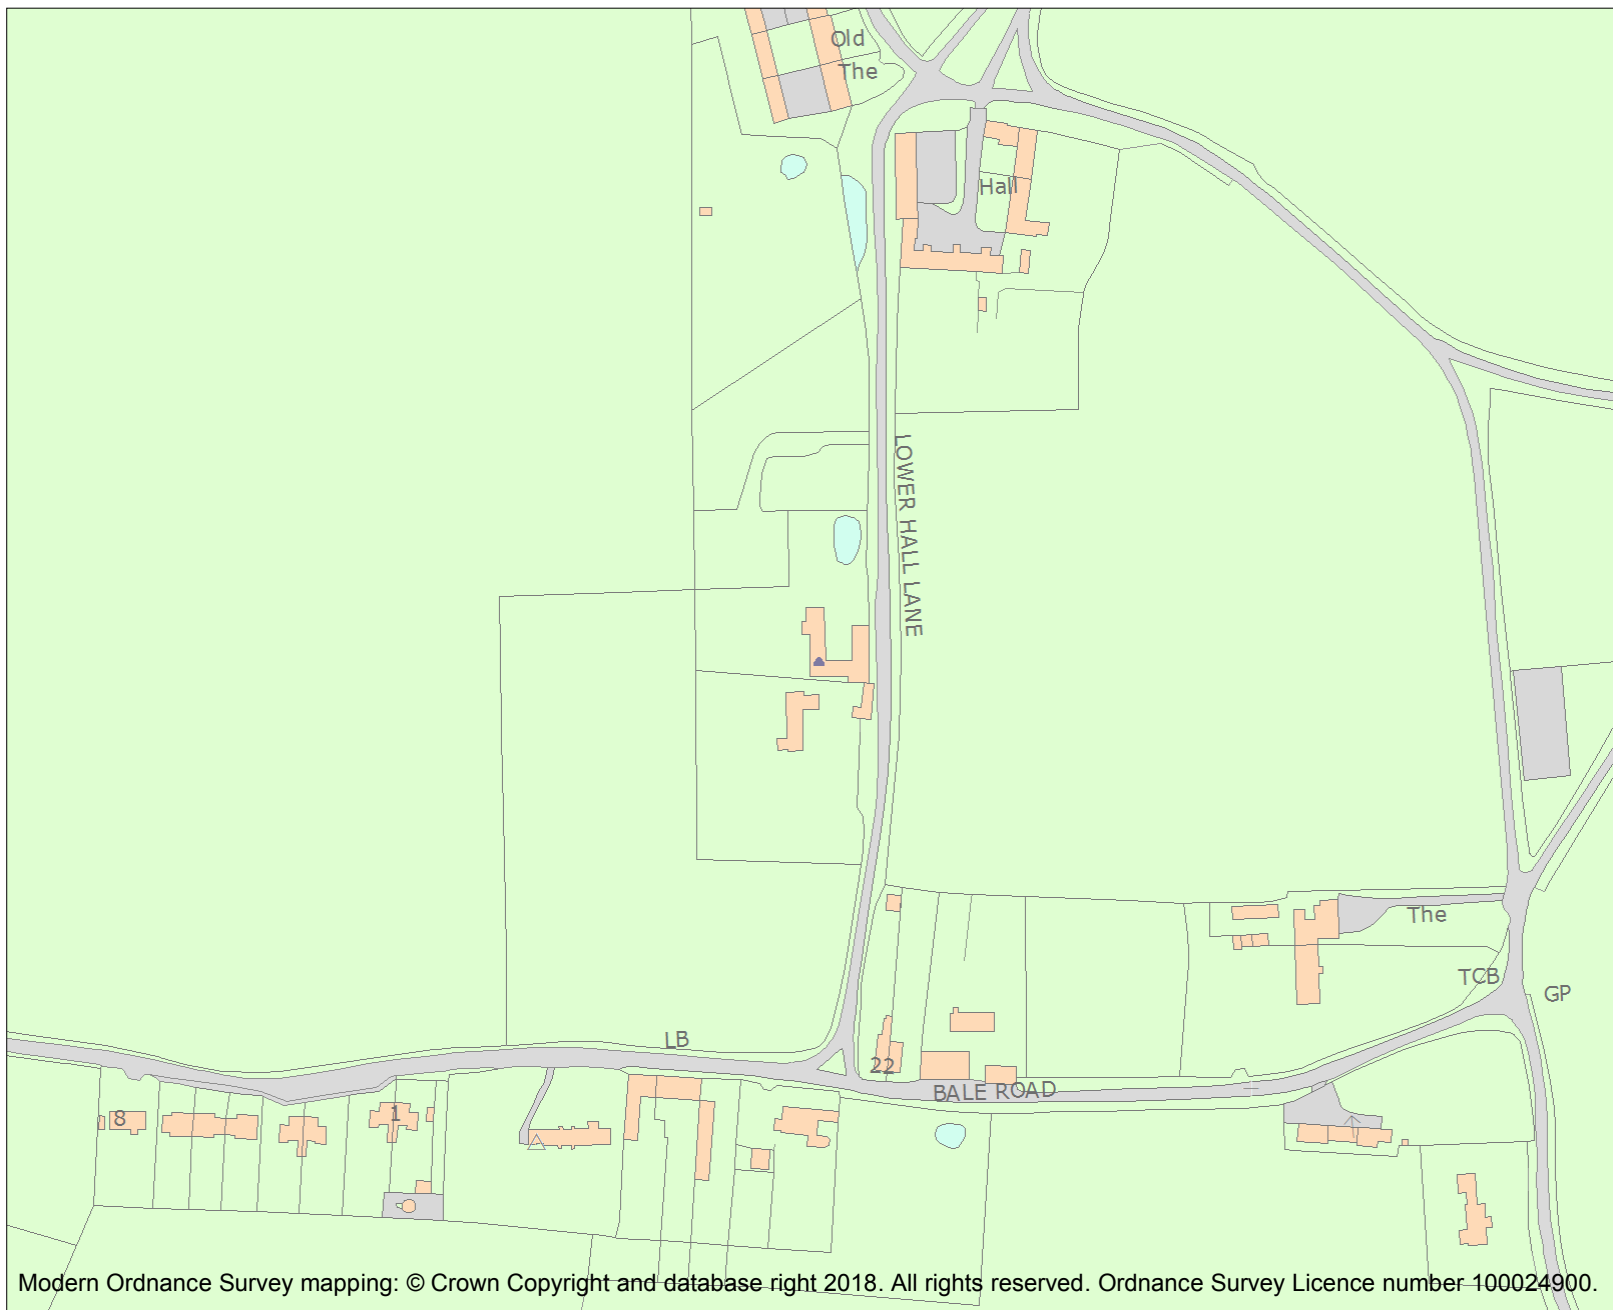 Old
The
Hall
LOWER HALL LANE
The
TCB
GP
LB
22
BALE ROAD
8
1
Modern Ordnance Survey mapping: © Crown Copyright and database right 2018. All rights reserved. Ordnance Survey Licence number 100024900.